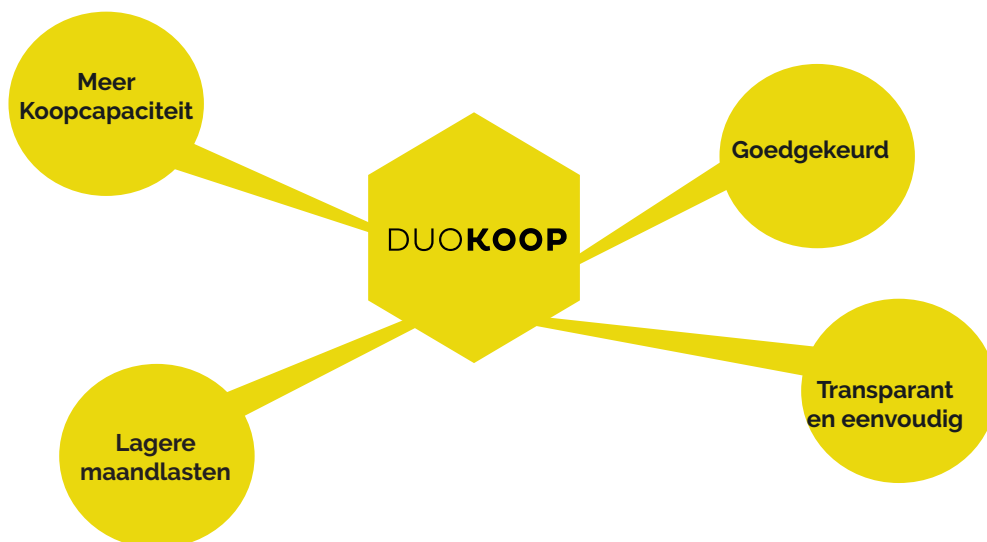 Meer
Koopcapaciteit
Goedgekeurd
DUOKOOP
Transparant
en eenvoudig
Lagere
maandlasten